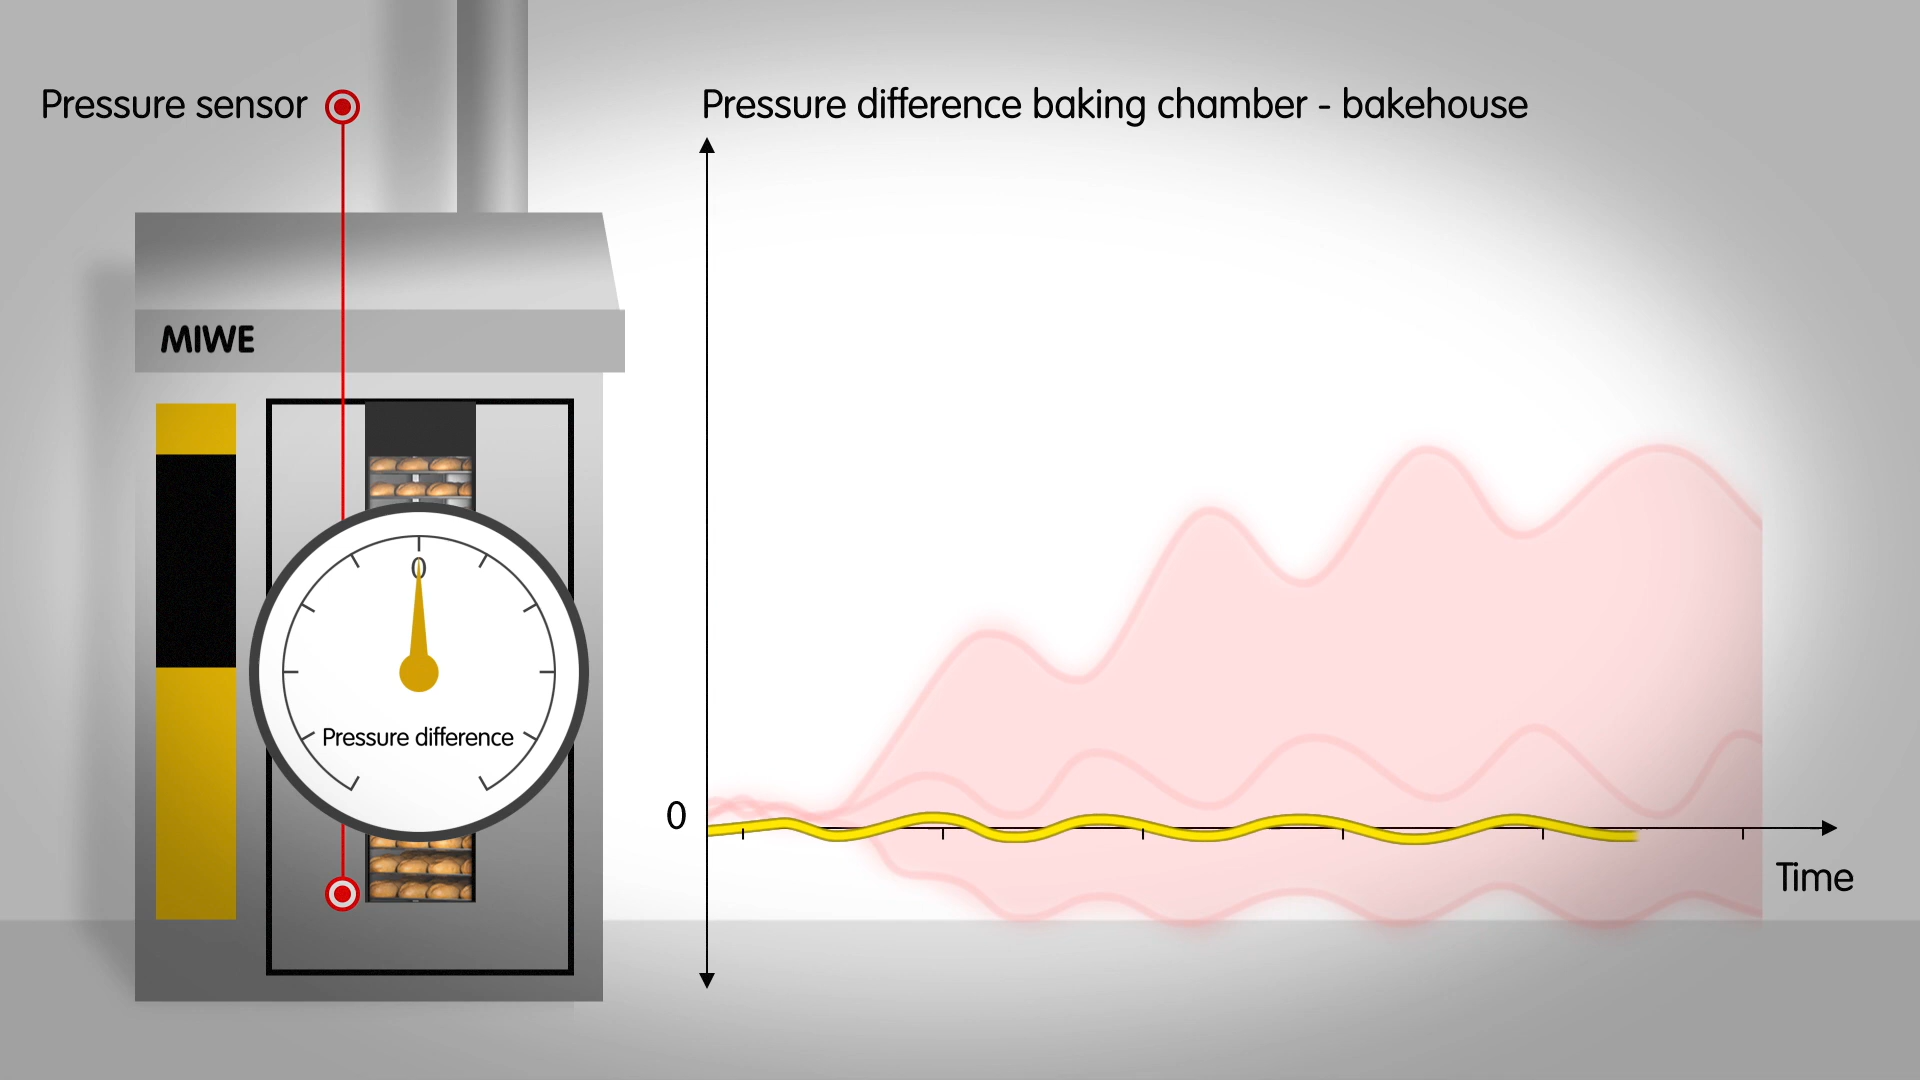 Pressure sensor
Pressure difference baking chamber - bakehouse
MIWE
0
Pressure difference
0
Time